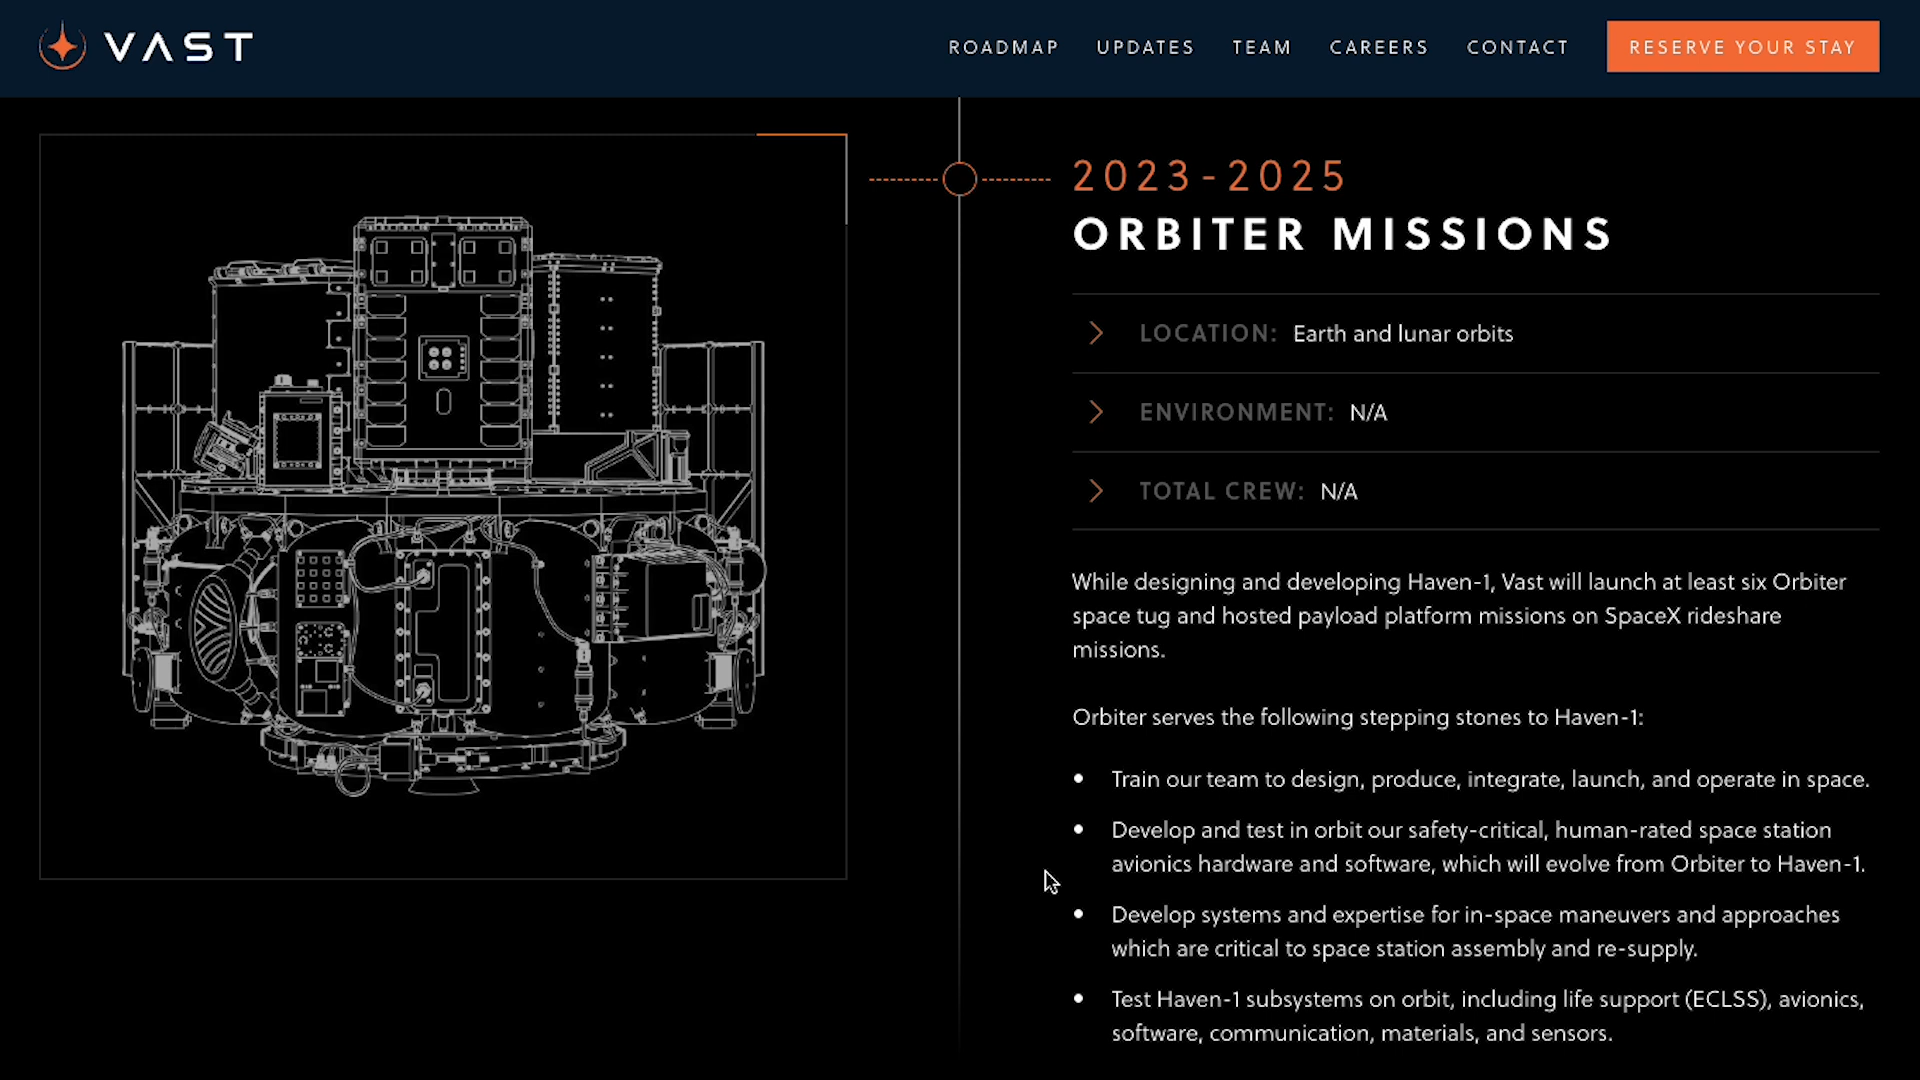 VAST
ROADMAP UPDATES TEAM CAREERS CONTACT RESERVE YOUR STAY
2023-2025
ORBITER MISSIONS
LOCATION: Earth and lunar orbits
ENVIRONMENT: N/A
TOTAL CREW: N/A
While designing and developing Haven-1, Vast will launch at least six Orbiter
space tug and hosted payload platform missions on SpaceX rideshare
missions.
Orbiter serves the following stepping stones to Haven-1:
• Train our team to design, produce, integrate, launch, and operate in space.
• Develop and test in orbit our safety-critical, human-rated space station
avionics hardware and software, which will evolve from Orbiter to Haven-1.
• Develop systems and expertise for in-space maneuvers and approaches
which are critical to space station assembly and re-supply.
• Test Haven-1 subsystems on orbit, including life support (ECLSS), avionics,
software, communication, materials, and sensors.